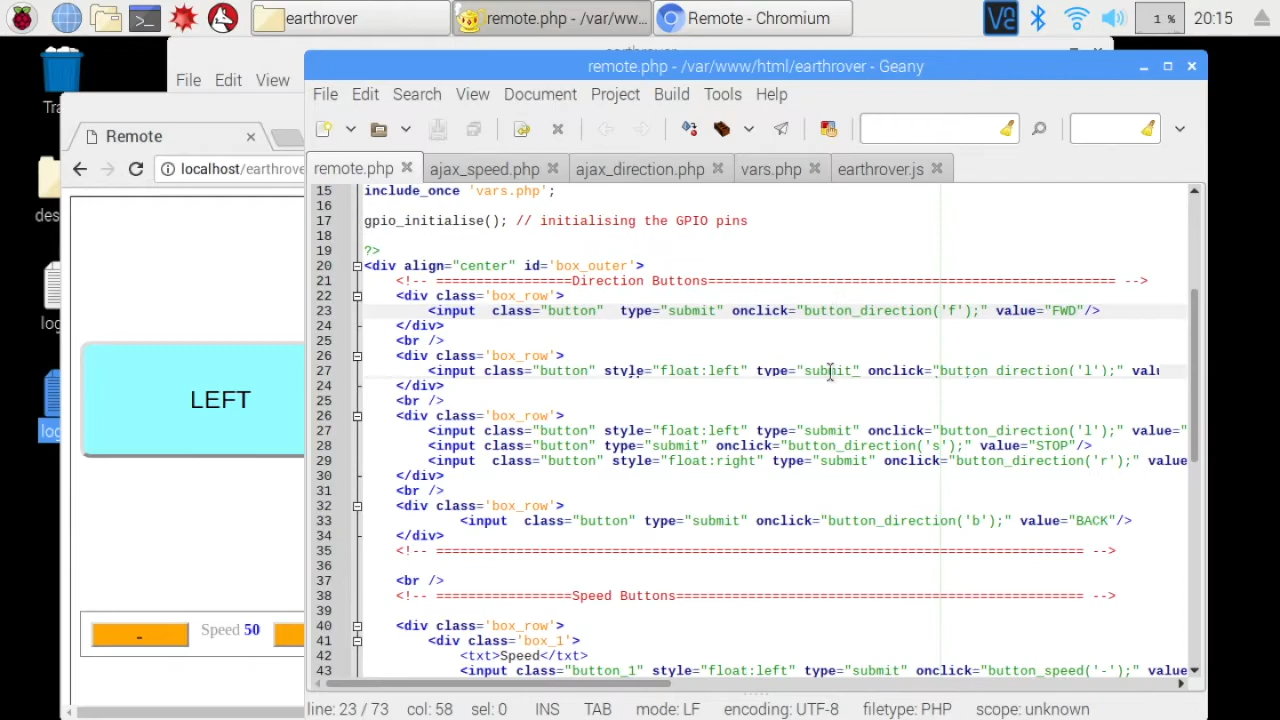 earthrover
remote.php - /var/ww...
Remote - Chromium
1 %
20:15
File Edit View
remote.php - /var/www/html/earthrover - Geany
Tra
Remote
localhost/earthrove
des
log
log
LEFT
-
Speed 50
File Edit Search View Document Project Build Tools Help
remote.php
ajax_speed.php
ajax_direction.php
vars.php
earthrover.js
15 include_once 'vars.php';
16
17 gpio_initialise(); // initialising the GPIO pins
18
19 ?>
20 <div align="center" id='box_outer'>
21 <!-- =================Direction Buttons=================================================== -->
22 <div class='box_row'>
23 <input  class="button"  type="submit" onclick="button_direction('f');" value="FWD"/>
24 </div>
25 <br />
26 <div class='box_row'>
27 <input class="button" style="float:left" type="submit" onclick="button_direction('l');" valu
24 </div>
25 <br />
26 <div class='box_row'>
27 <input class="button" style="float:left" type="submit" onclick="button_direction('l');" value="
28 <input class="button" type="submit" onclick="button_direction('s');" value="STOP"/>
29 <input  class="button" style="float:right" type="submit" onclick="button_direction('r');" value
30 </div>
31 <br />
32 <div class='box_row'>
33 <input  class="button" type="submit" onclick="button_direction('b');" value="BACK"/>
34 </div>
35 <!-- ================================================================================= -->
36
37 <br />
38 <!-- =================Speed Buttons=================================================== -->
39
40 <div class='box_row'>
41 <div class='box_1'>
42 <txt>Speed</txt>
43 <input class="button_1" style="float:left" type="submit" onclick="button_speed('-');" value
line: 23 / 73 col: 58 sel: 0 INS TAB mode: LF encoding: UTF-8 filetype: PHP scope: unknown